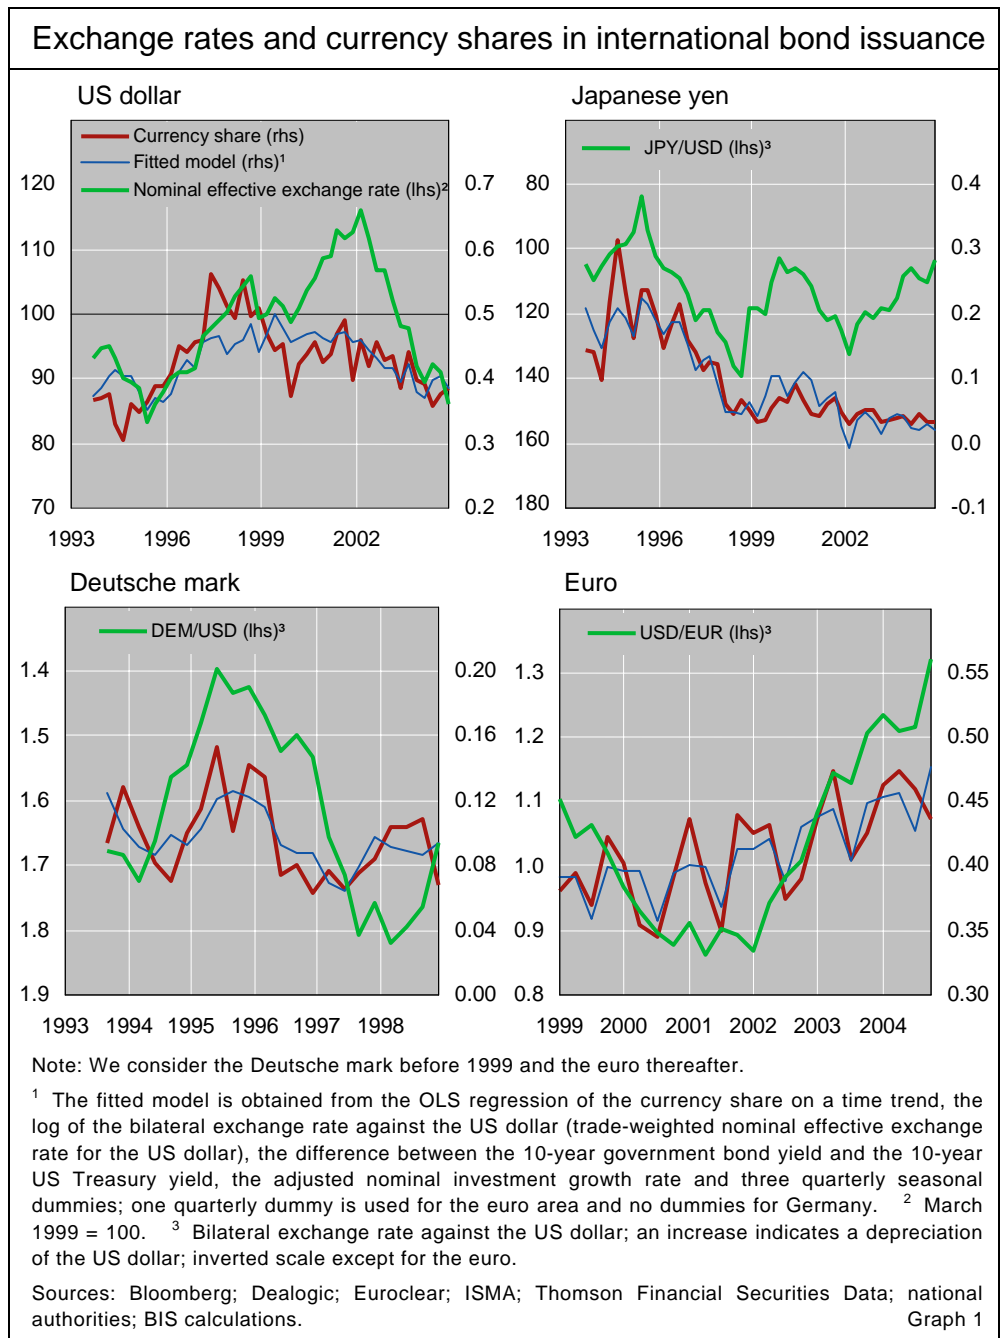 Exchange rates and currency shares in international bond issuance
US dollar
Currency share (rhs)
Fitted model (rhs)¹
Nominal effective exchange rate (lhs)²
120
110
100
90
80
70
0.7
0.6
0.5
0.4
0.3
0.2
1993 1996 1999 2002
Japanese yen
JPY/USD (lhs)³
80
100
120
140
160
180
0.4
0.3
0.2
0.1
0.0
-0.1
1993 1996 1999 2002
Deutsche mark
DEM/USD (lhs)³
1.4
1.5
1.6
1.7
1.8
1.9
0.20
0.16
0.12
0.08
0.04
0.00
1993 1994 1995 1996 1997 1998
Euro
USD/EUR (lhs)³
1.3
1.2
1.1
1.0
0.9
0.8
0.55
0.50
0.45
0.40
0.35
0.30
1999 2000 2001 2002 2003 2004
Note: We consider the Deutsche mark before 1999 and the euro thereafter.
¹ The fitted model is obtained from the OLS regression of the currency share on a time trend, the
log of the bilateral exchange rate against the US dollar (trade-weighted nominal effective exchange
rate for the US dollar), the difference between the 10-year government bond yield and the 10-year
US Treasury yield, the adjusted nominal investment growth rate and three quarterly seasonal
dummies; one quarterly dummy is used for the euro area and no dummies for Germany. ² March
1999 = 100. ³ Bilateral exchange rate against the US dollar; an increase indicates a depreciation
of the US dollar; inverted scale except for the euro.
Sources: Bloomberg; Dealogic; Euroclear; ISMA; Thomson Financial Securities Data; national
authorities; BIS calculations. Graph 1